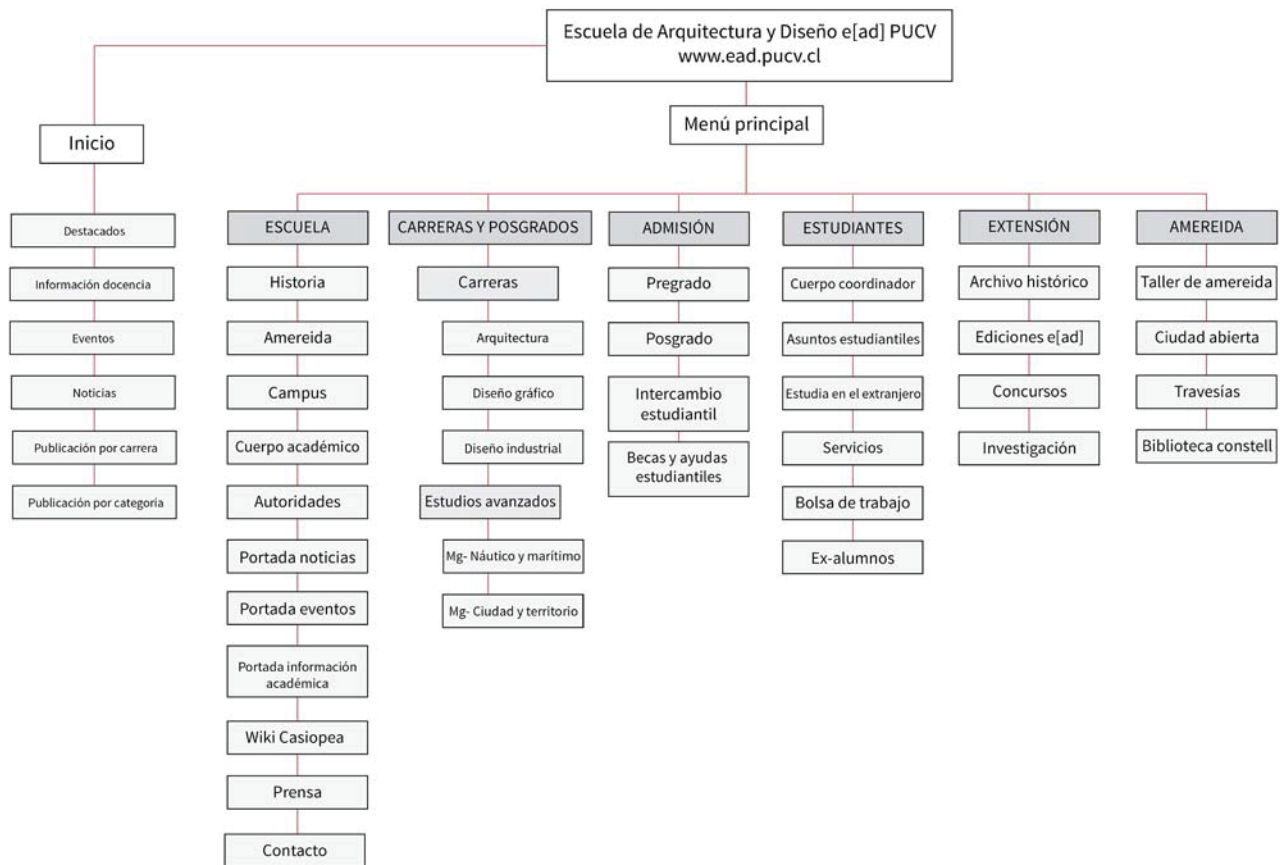 Escuela de Arquitectura y Diseño e[ad] PUCV
www.ead.pucv.cl
Inicio
Destacados
Información docencia
Eventos
Noticias
Publicación por carrera
Publicación por categoria
Menú principal
ESCUELA
Historia
Amereida
Campus
Cuerpo académico
Autoridades
Portada noticias
Portada eventos
Portada información
académica
Wiki Casiopea
Prensa
Contacto
CARRERAS Y POSGRADOS
Carreras
Arquitectura
Diseño gráfico
Diseño industrial
Estudios avanzados
Mg- Náutico y marítimo
Mg- Ciudad y territorio
ADMISIÓN
Pregrado
Posgrado
Intercambio
estudiantil
Becas y ayudas
estudiantiles
ESTUDIANTES
Cuerpo coordinador
Asuntos estudiantiles
Estudia en el extranjero
Servicios
Bolsa de trabajo
Ex-alumnos
EXTENSIÓN
Archivo histórico
Ediciones e[ad]
Concursos
Investigación
AMEREIDA
Taller de amereida
Ciudad abierta
Travesías
Biblioteca constell